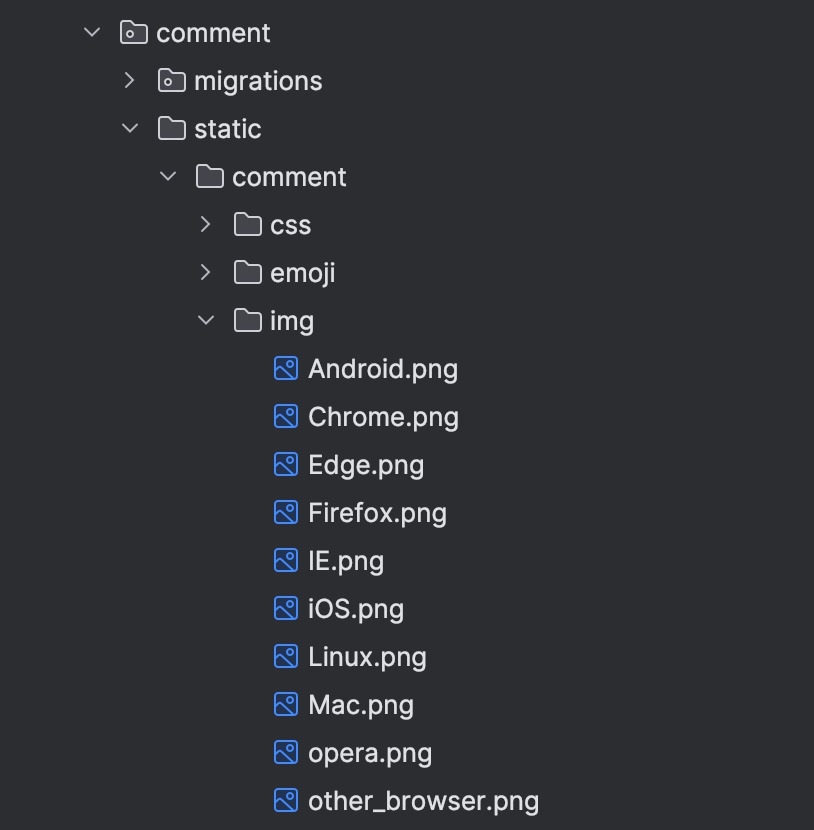 comment
migrations
static
comment
css
emoji
img
Android.png
Chrome.png
Edge.png
Firefox.png
IE.png
iOS.png
Linux.png
Mac.png
opera.png
other_browser.png